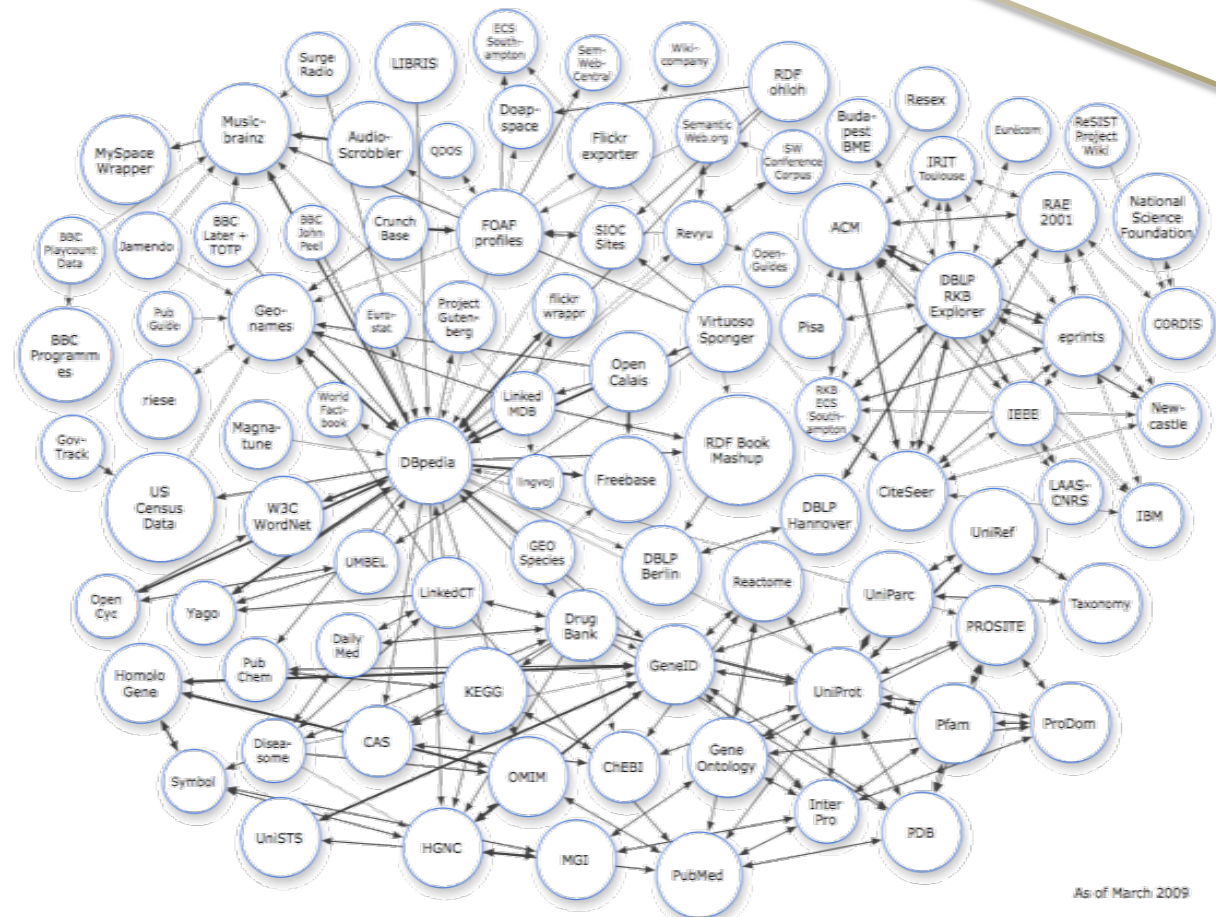 ECS
South-
ampton
Surge
Radio
LIBRIS
Sem-
Web-
Central
Wiki-
company
RDF
ohloh
Music-
brainz
Audio-
Scrobbler
MySpace
Wrapper
QDOS
Doap-
space
Flickr
exporter
Semantic
Web.org
SW
Conference
Corpus
Buda-
pest
BME
Resex
IRIT
Toulouse
Eurécom
ReSIST
Project
Wiki
BBC
Playcount
Data
Jamendo
BBC
Later +
TOTP
BBC
John
Peel
Crunch
Base
FOAF
profiles
SIOC
Sites
Revyu
Open-
Guides
ACM
RAE
2001
National
Science
Foundation
BBC
Programm
es
Pub
Guide
Geo-
names
Euro-
stat
Project
Guten-
berg
flickr
wrappr
Virtuoso
Sponger
Pisa
DBLP
RKB
Explorer
eprints
CORDIS
riese
World
Fact-
book
Linked
MDB
Open
Calais
RKB
ECS
South-
ampton
IEEE
New-
castle
Gov-
Track
Magna-
tune
DBpedia
lingvoj
Freebase
RDF Book
Mashup
CiteSeer
LAAS-
CNRS
IBM
US
Census
Data
W3C
WordNet
DBLP
Hannover
UniRef
UMBEL
GEO
Species
DBLP
Berlin
Reactome
UniParc
Taxonomy
Open
Cyc
Yago
LinkedCT
Drug
Bank
PROSITE
Daily
Med
Homolo
Gene
Pub
Chem
KEGG
GeneID
UniProt
Pfam
ProDom
Disea-
some
CAS
Symbol
OMIM
ChEBI
Gene
Ontology
Inter
Pro
UniSTS
HGNC
MGI
PubMed
PDB
As of March 2009